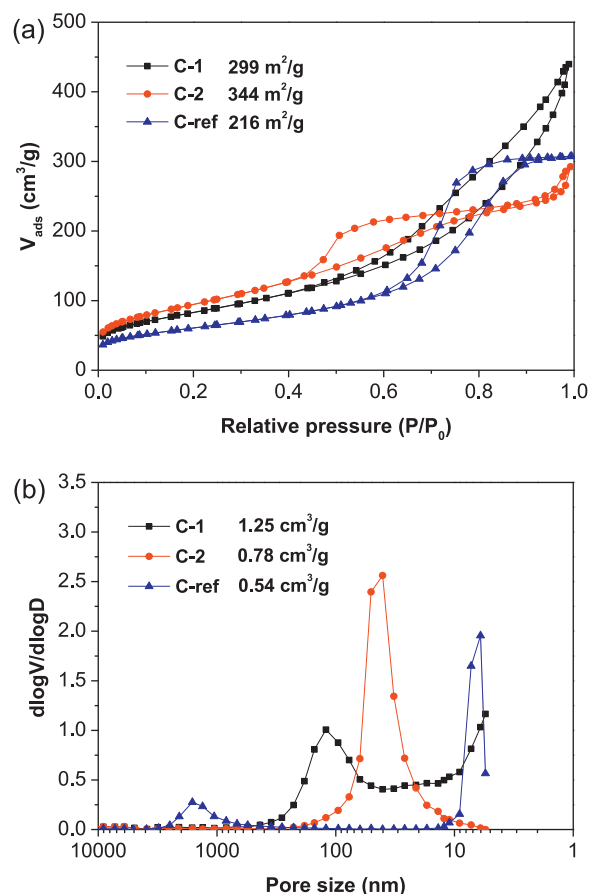 (a)
500
400
300
200
100
0
V_ads (cm³/g)
C-1 299 m²/g
C-2 344 m²/g
C-ref 216 m²/g
0.0 0.2 0.4 0.6 0.8 1.0
Relative pressure (P/P₀)
(b)
3.5
3.0
2.5
2.0
1.5
1.0
0.5
0.0
dlogV/dlogD
C-1 1.25 cm³/g
C-2 0.78 cm³/g
C-ref 0.54 cm³/g
10000 1000 100 10 1
Pore size (nm)